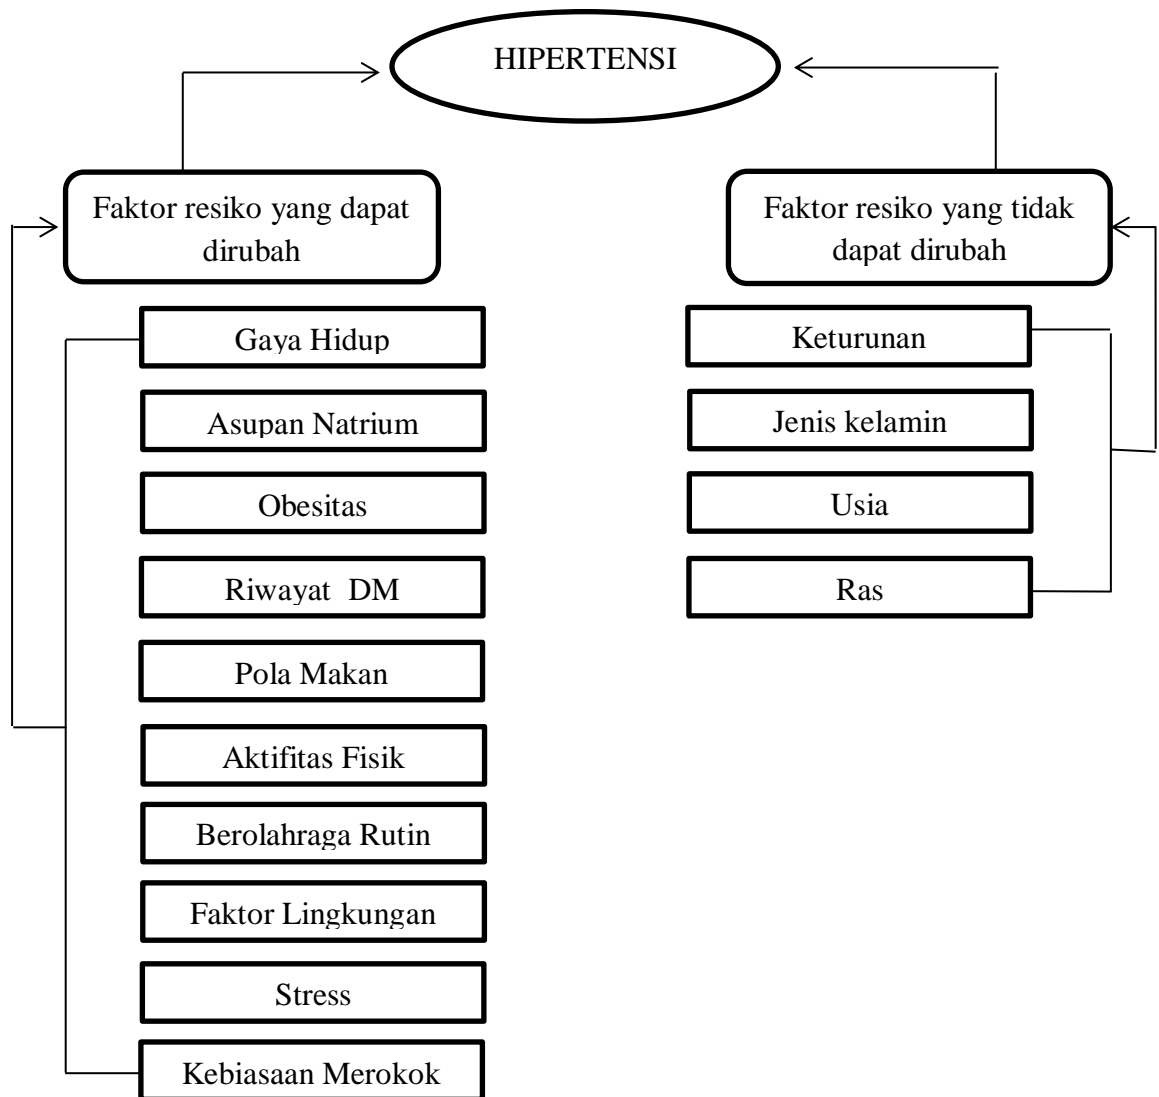 HIPERTENSI
Faktor resiko yang dapat
dirubah
Faktor resiko yang tidak
dapat dirubah
Gaya Hidup
Asupan Natrium
Obesitas
Riwayat  DM
Pola Makan
Aktifitas Fisik
Berolahraga Rutin
Faktor Lingkungan
Stress
Kebiasaan Merokok
Keturunan
Jenis kelamin
Usia
Ras